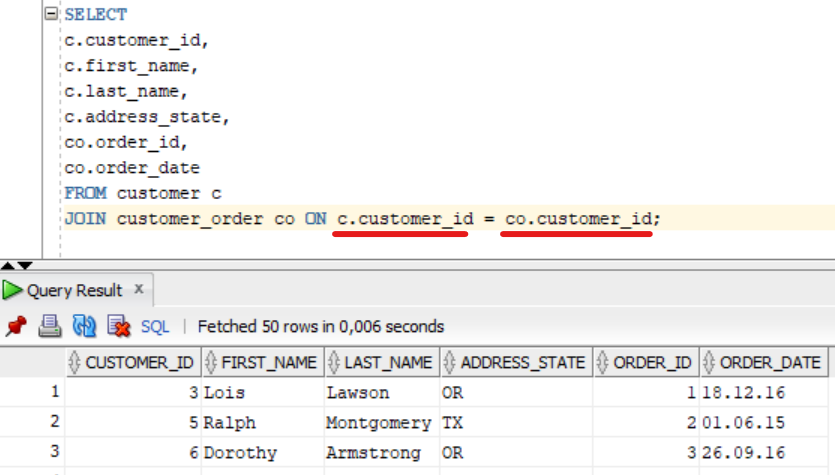 SELECT
c.customer_id,
c.first_name,
c.last_name,
c.address_state,
co.order_id,
co.order_date
FROM customer c
JOIN customer_order co ON c.customer_id = co.customer_id;
Query Result x
SQL | Fetched 50 rows in 0,006 seconds
CUSTOMER_ID FIRST_NAME LAST_NAME ADDRESS_STATE ORDER_ID ORDER_DATE
1 3 Lois Lawson OR 1 18.12.16
2 5 Ralph Montgomery TX 2 01.06.15
3 6 Dorothy Armstrong OR 3 26.09.16